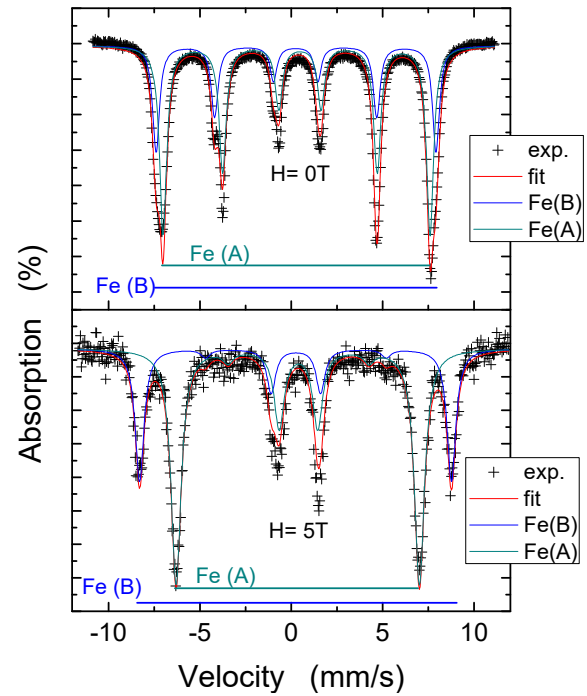 H= 0T
exp.
fit
Fe(B)
Fe(A)
Fe (A)
Fe (B)
Absorption (%)
H= 5T
exp.
fit
Fe(B)
Fe(A)
Fe (A)
Fe (B)
-10 -5 0 5 10
Velocity (mm/s)